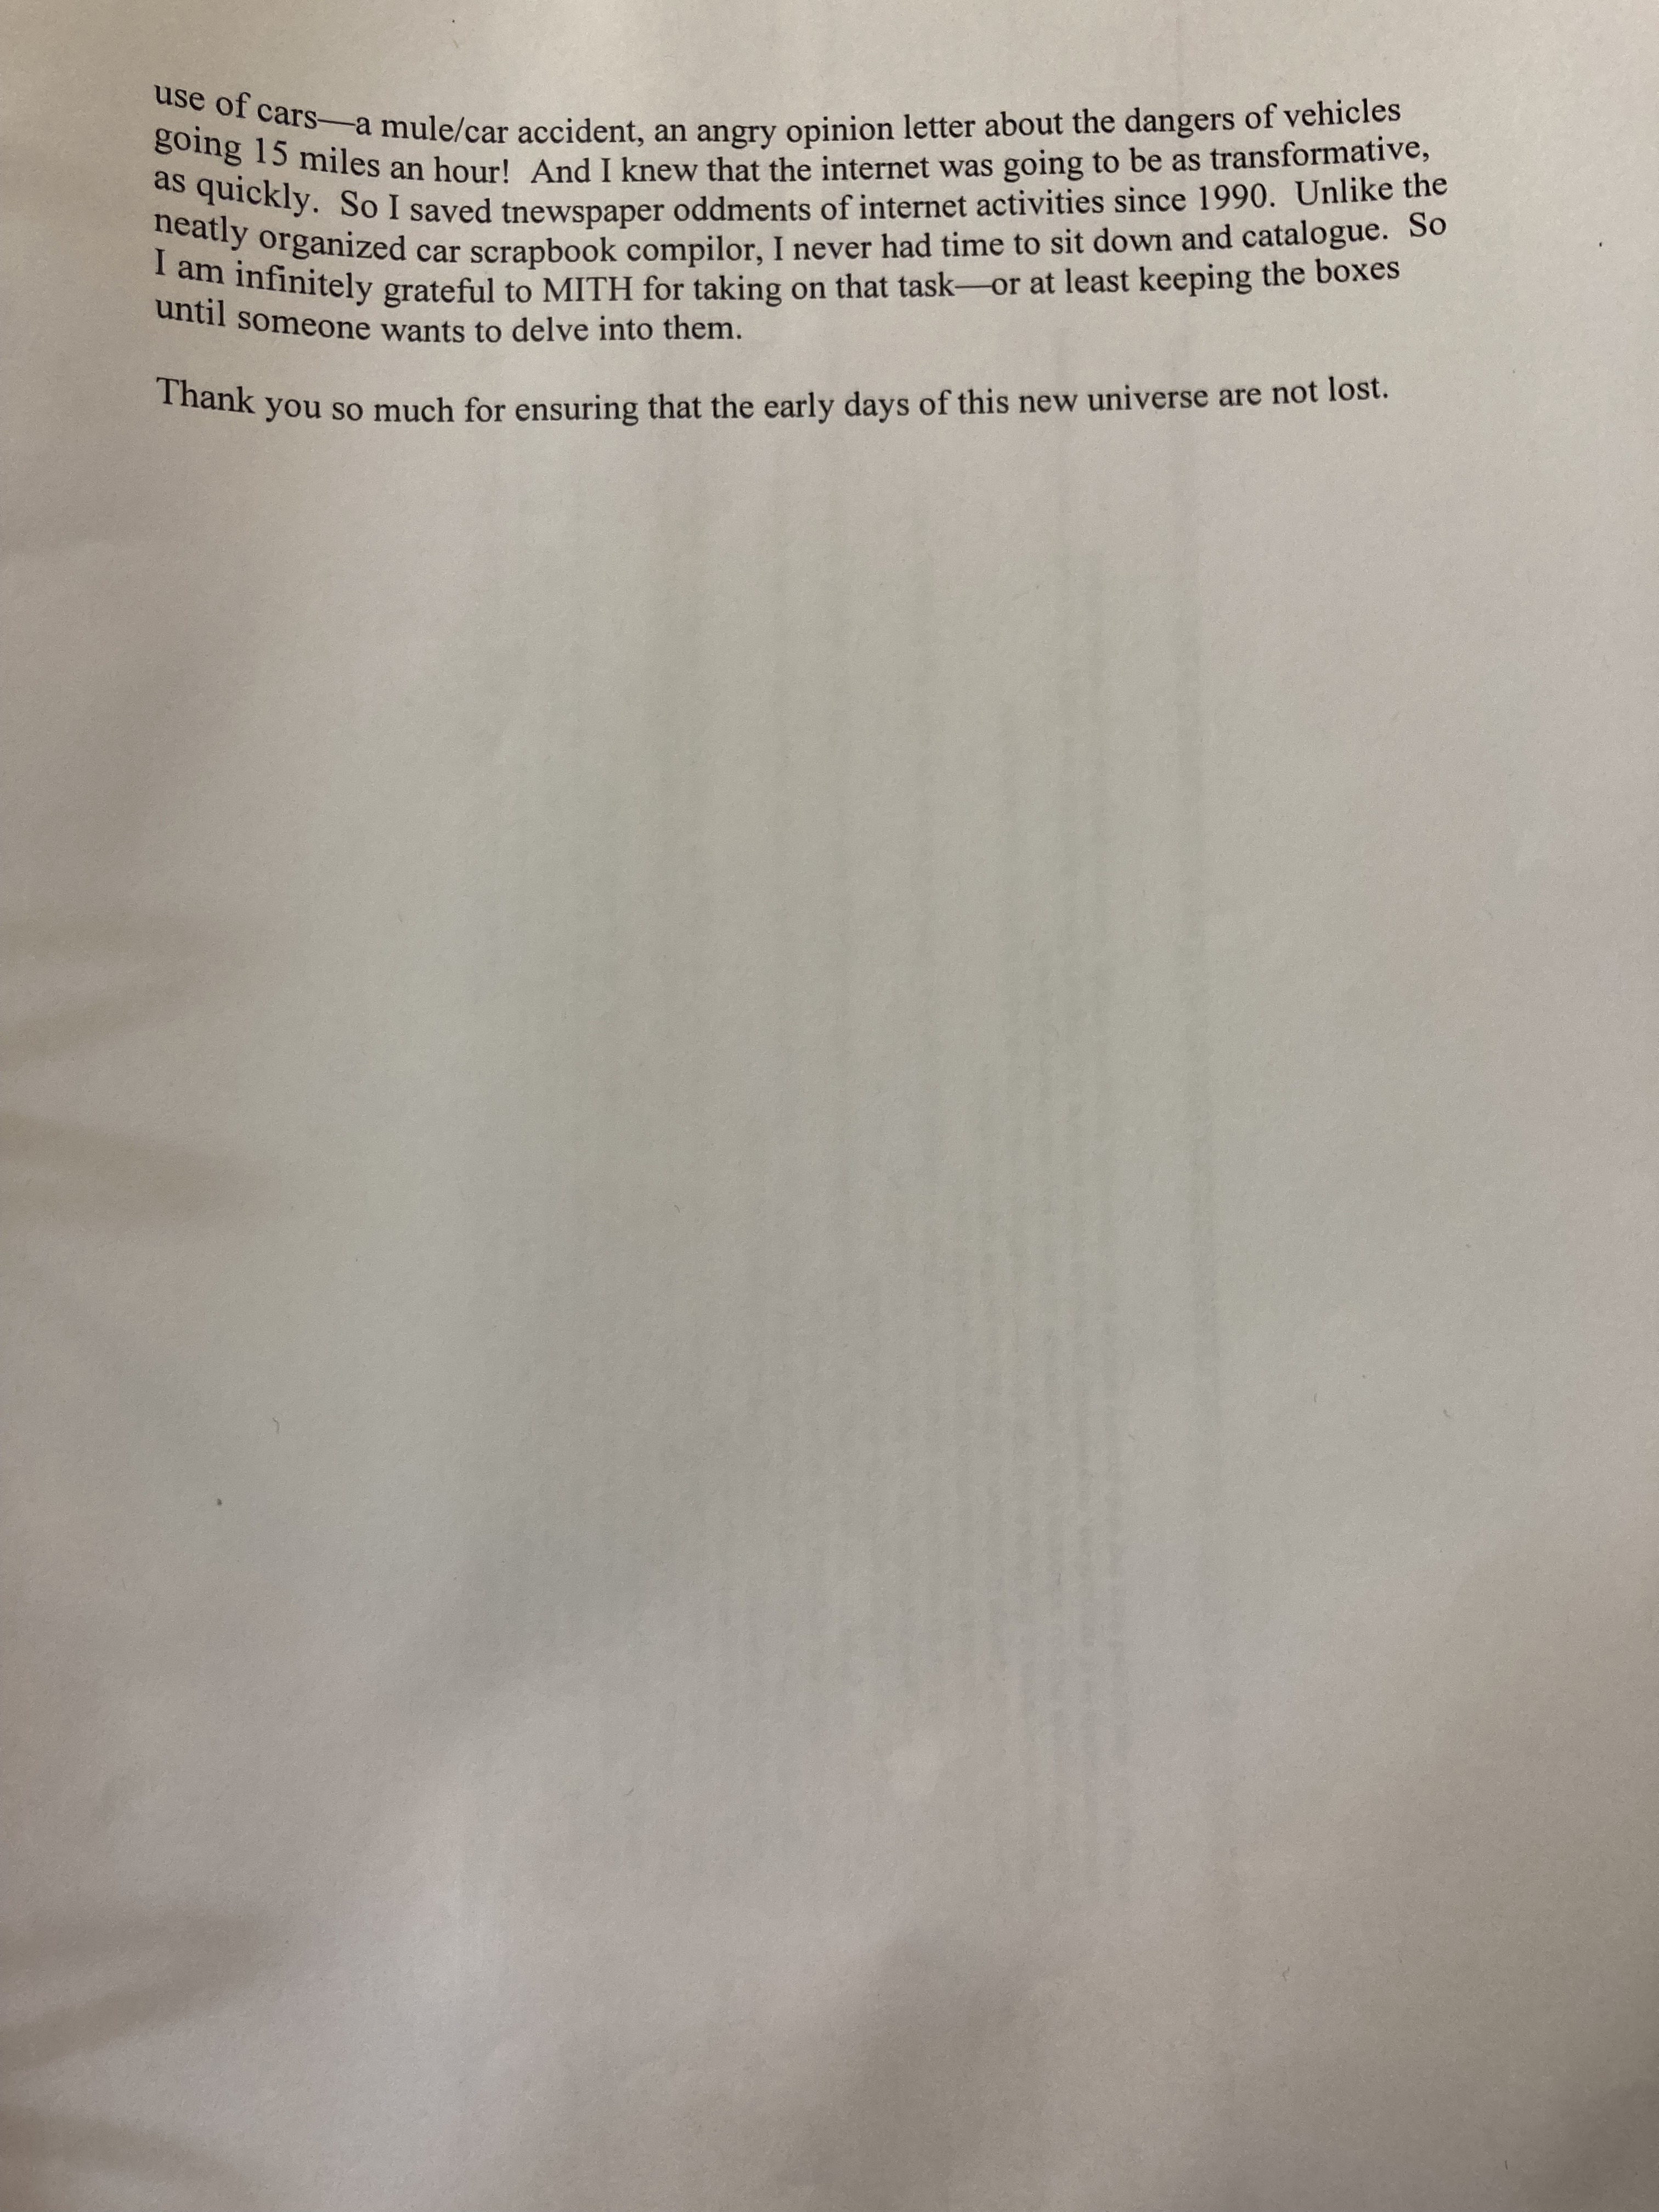 use of cars—a mule/car accident, an angry opinion letter about the dangers of vehicles
going 15 miles an hour!  And I knew that the internet was going to be as transformative,
as quickly.  So I saved tnewspaper oddments of internet activities since 1990.  Unlike the
neatly organized car scrapbook compilor, I never had time to sit down and catalogue.  So
I am infinitely grateful to MITH for taking on that task—or at least keeping the boxes
until someone wants to delve into them.

Thank you so much for ensuring that the early days of this new universe are not lost.